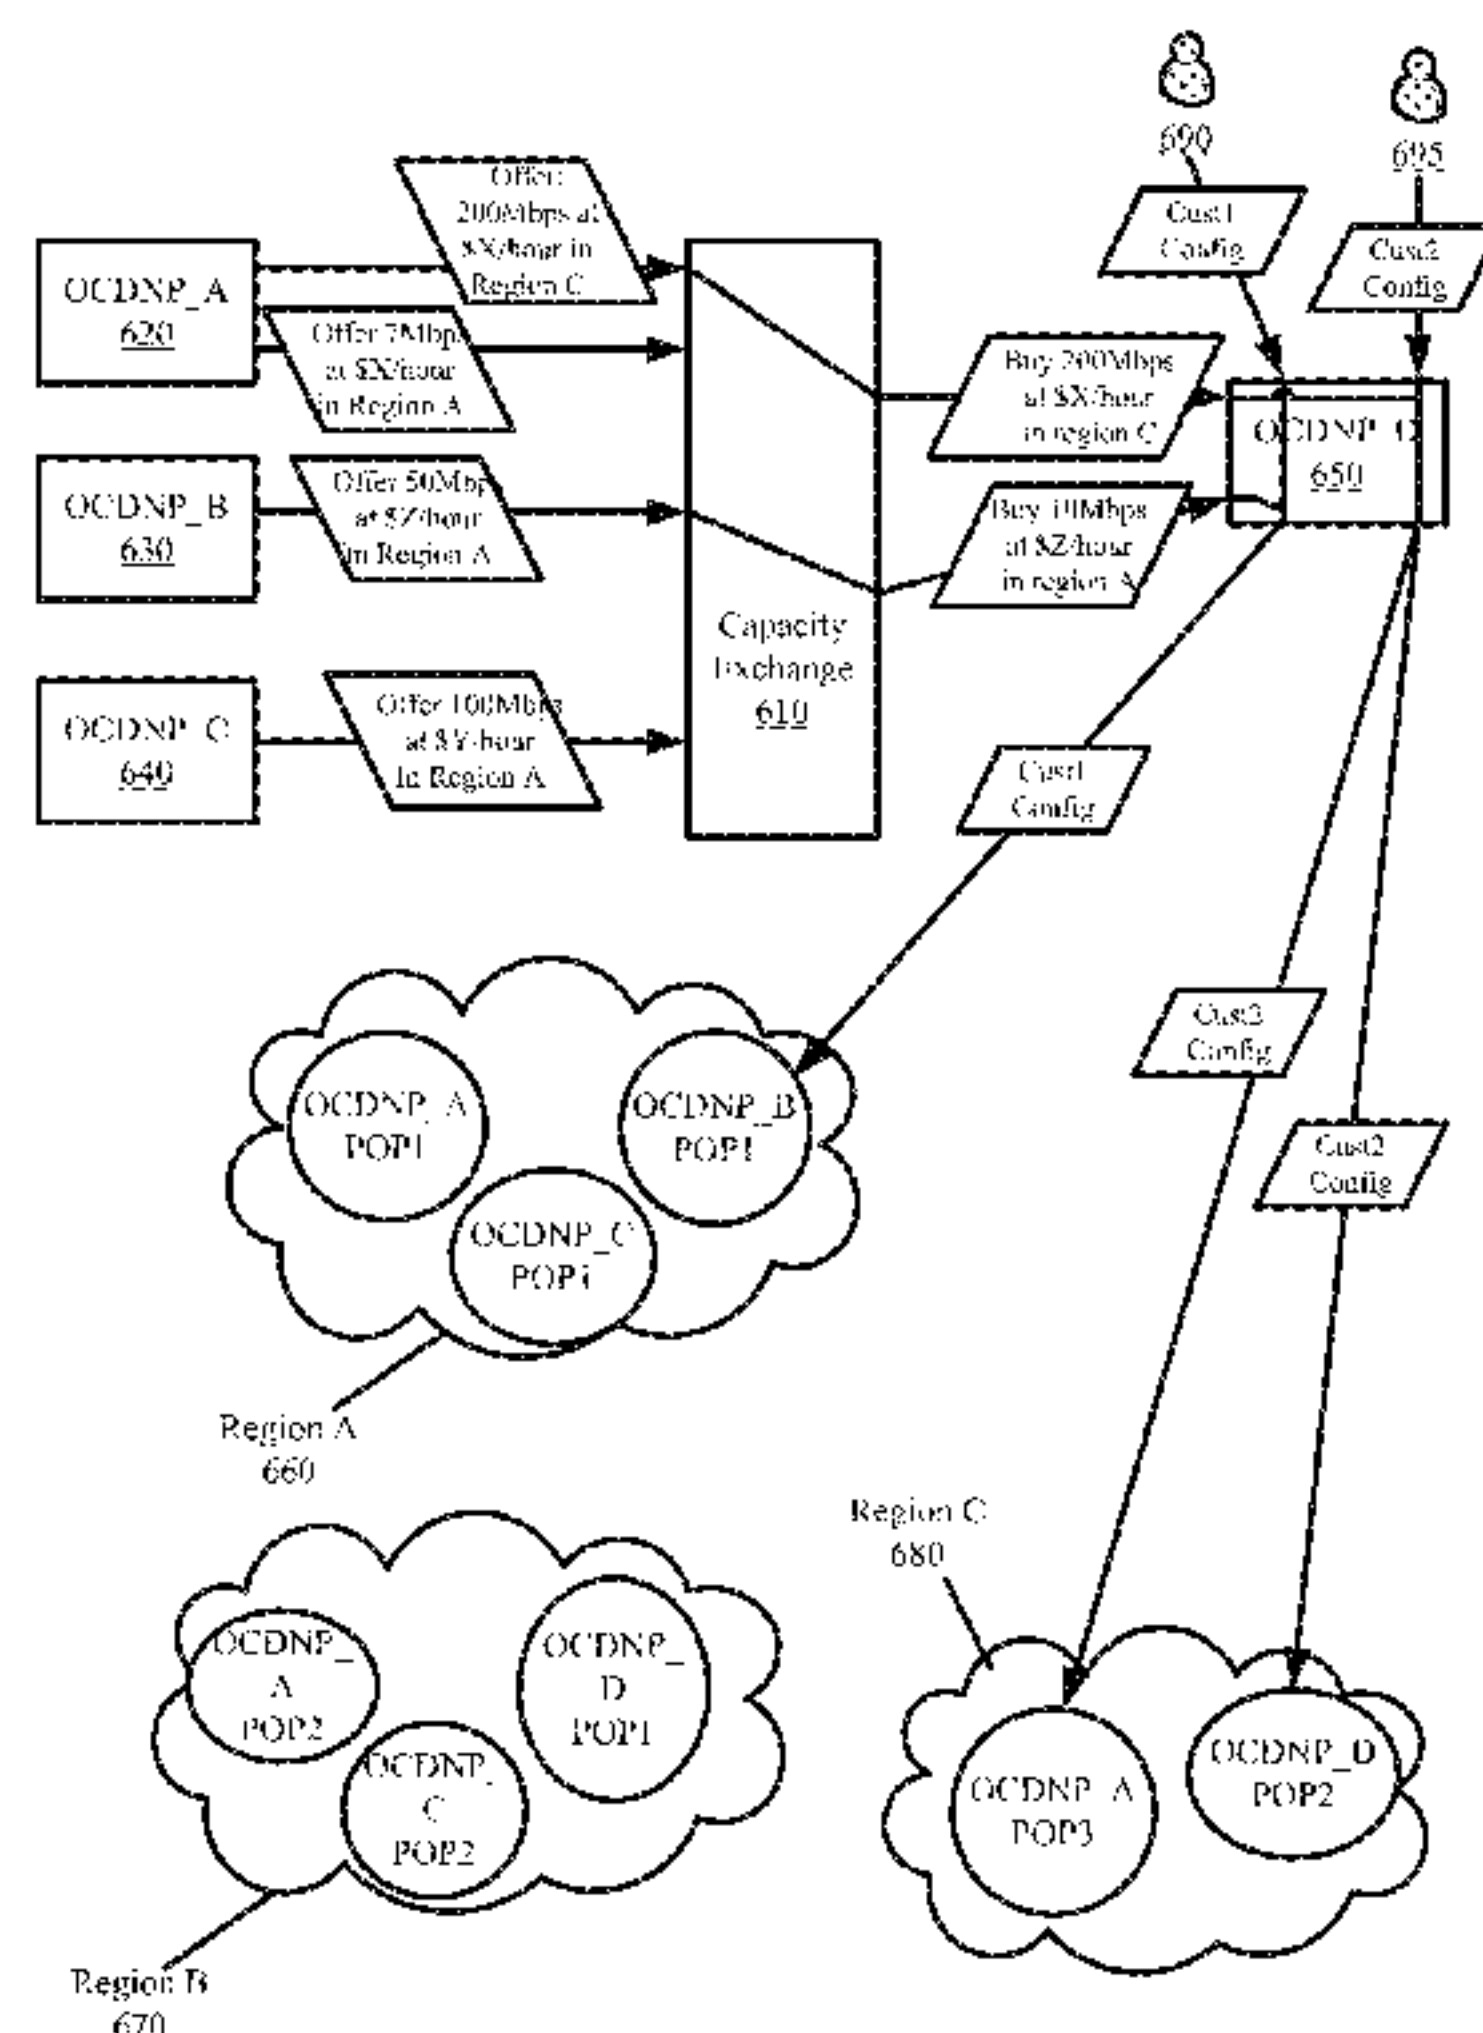 690
695
Offer:
200Mbps at
$X/hour in
Region C
Cust1
Config
Cust2
Config
OCDNP_A
620
Offer 7Mbps
at $X/hour
in Region A
Buy 200Mbps
at $X/hour
in region C
OCDNP_D
650
OCDNP_B
630
Offer 50Mbps
at $Z/hour
in Region A
Buy 10Mbps
at $Z/hour
in region A
Capacity
Exchange
610
OCDNP_C
640
Offer 100Mbps
at $Y/hour
in Region A
Cust1
Config
Cust2
Config
Cust2
Config
OCDNP_A
POP1
OCDNP_B
POP1
OCDNP_C
POP1
Region A
660
Region C
680
OCDNP_
A
POP2
OCDNP_
D
POP1
OCDNP_
C
POP2
OCDNP_A
POP3
OCDNP_D
POP2
Region B
670